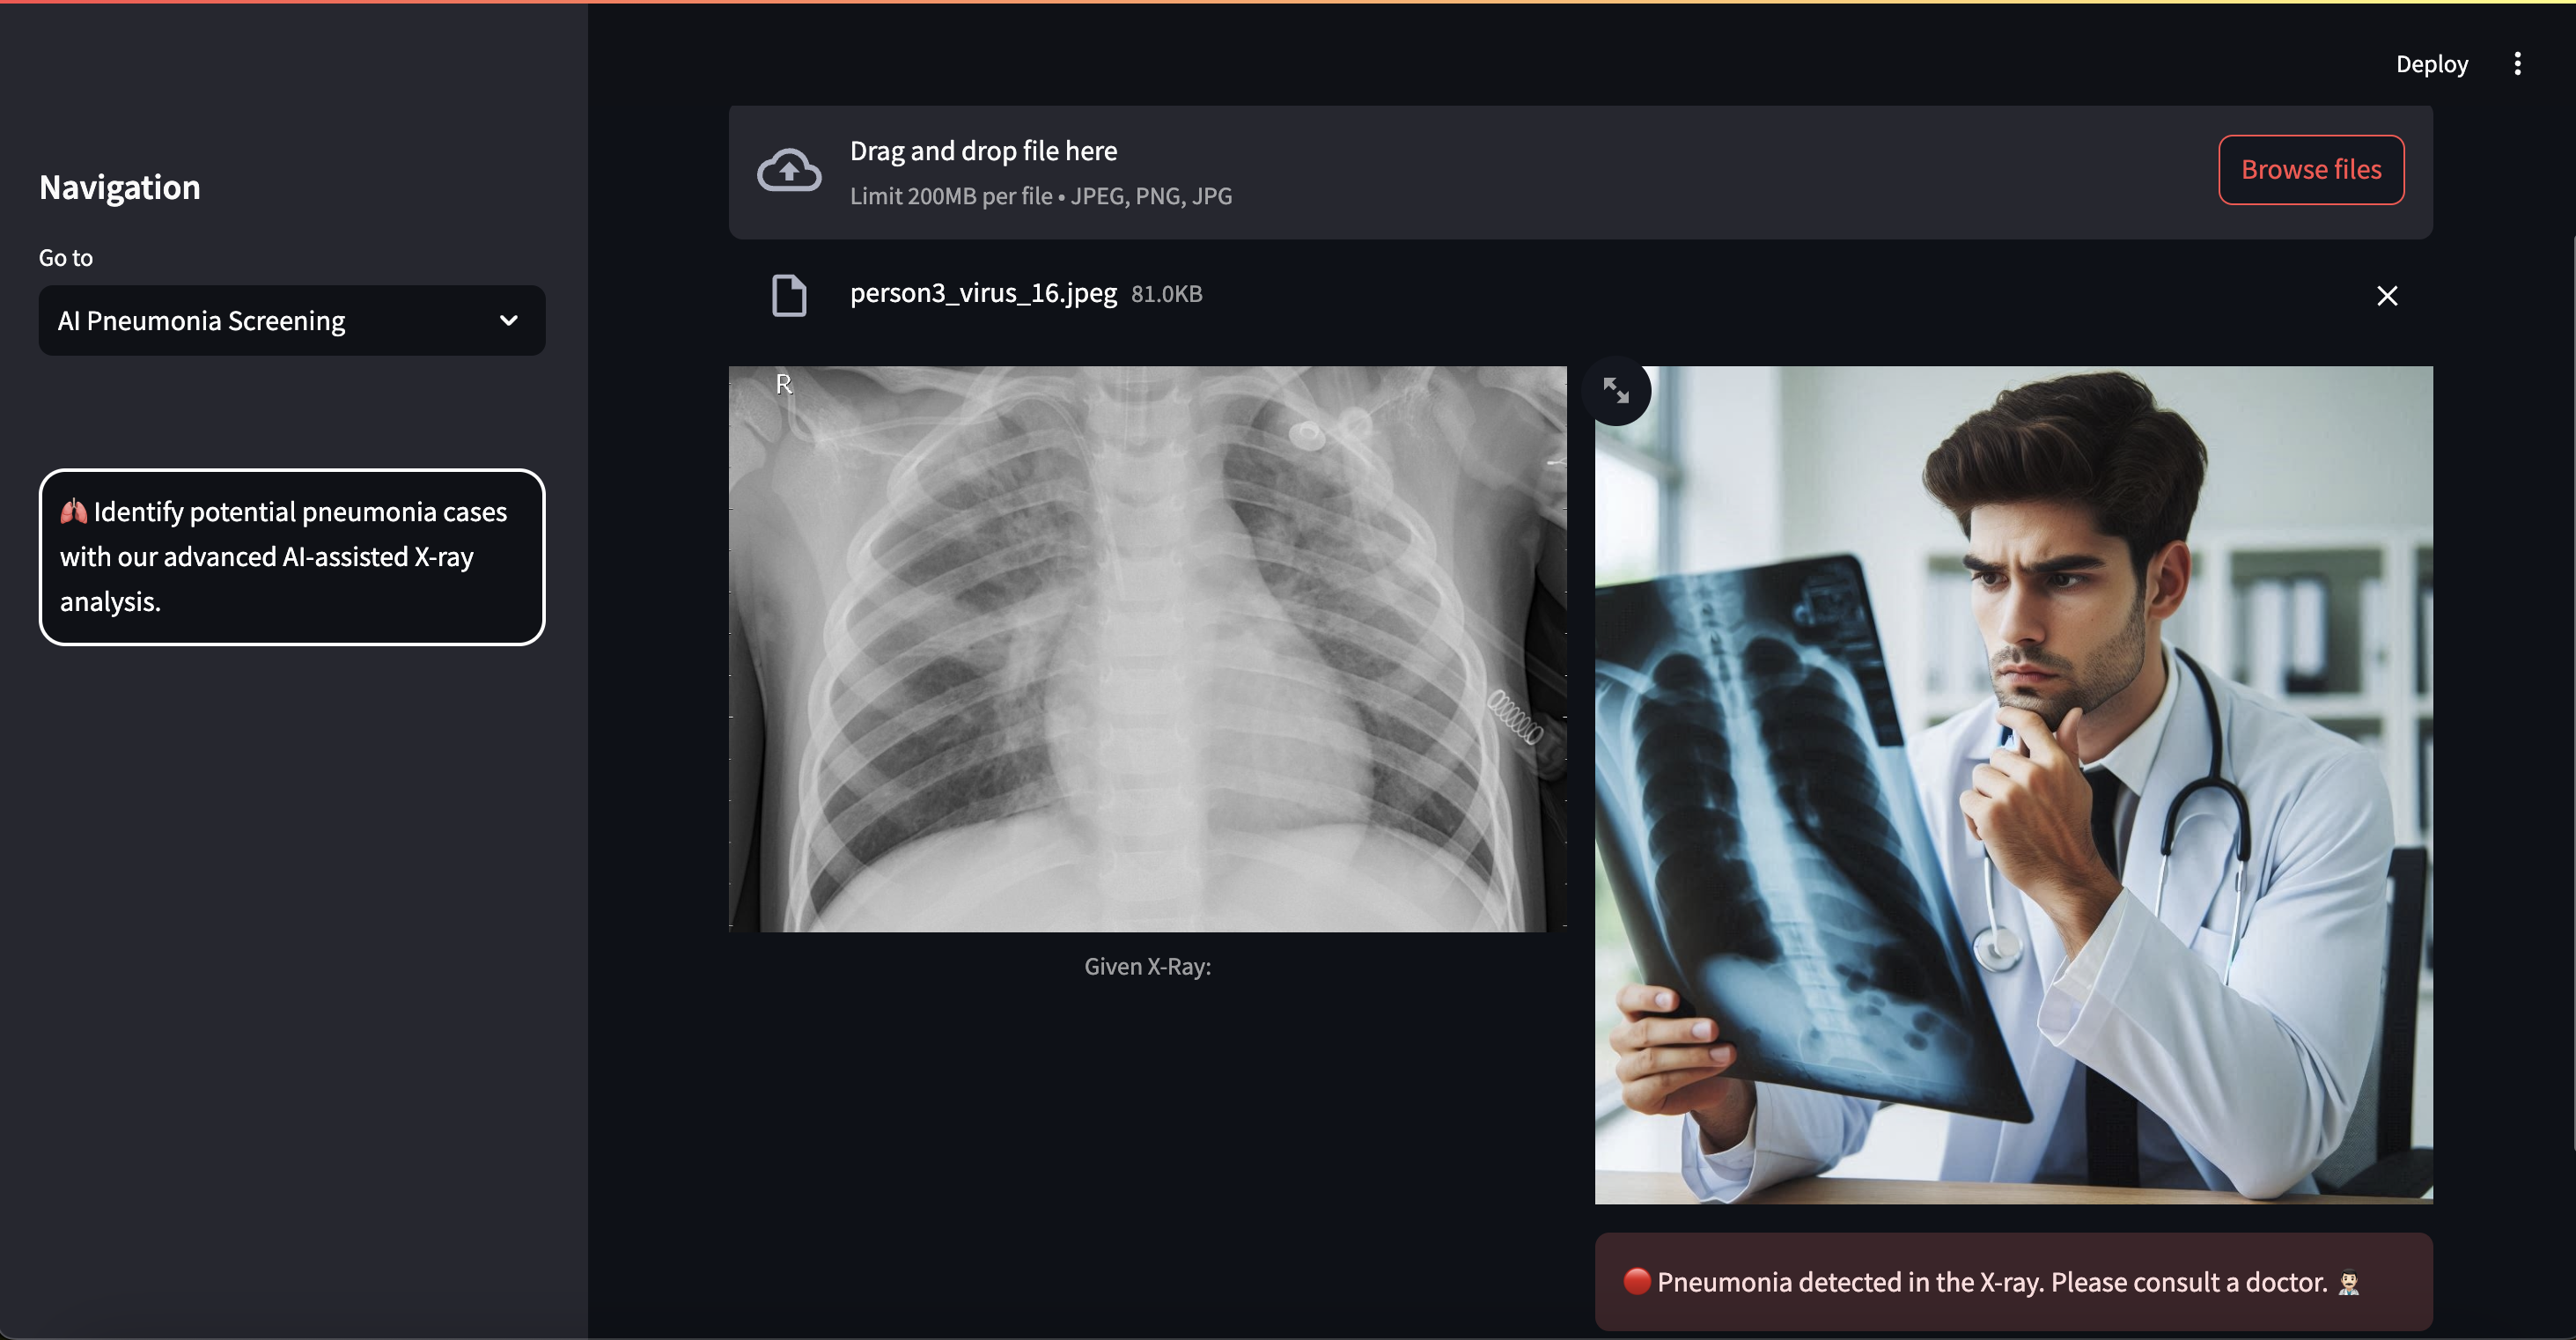 Deploy
Navigation
Go to
AI Pneumonia Screening
🫁 Identify potential pneumonia cases
with our advanced AI-assisted X-ray
analysis.
Drag and drop file here
Limit 200MB per file • JPEG, PNG, JPG
Browse files
person3_virus_16.jpeg 81.0KB
R
Given X-Ray:
🔴 Pneumonia detected in the X-ray. Please consult a doctor. 👨🏻‍⚕️